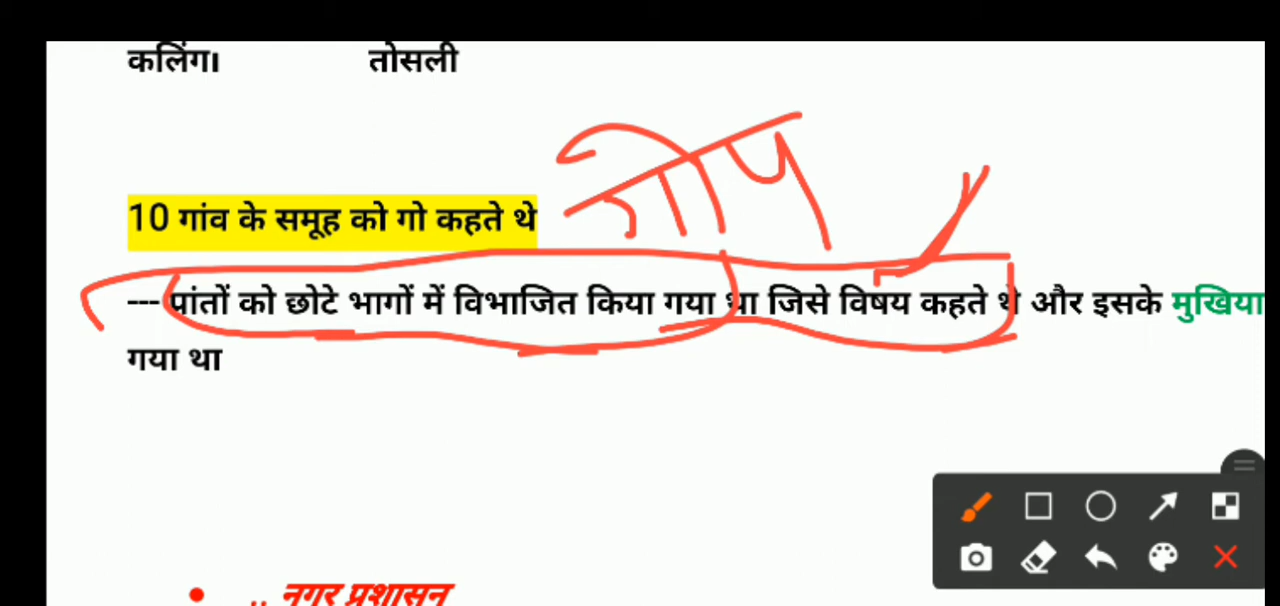 कलिंग। तोसली
गोप
10 गांव के समूह को गो कहते थे
--- प्रांतों को छोटे भागों में विभाजित किया गया था जिसे विषय कहते थे और इसके मुखिया
गया था
.. नगर प्रशासन